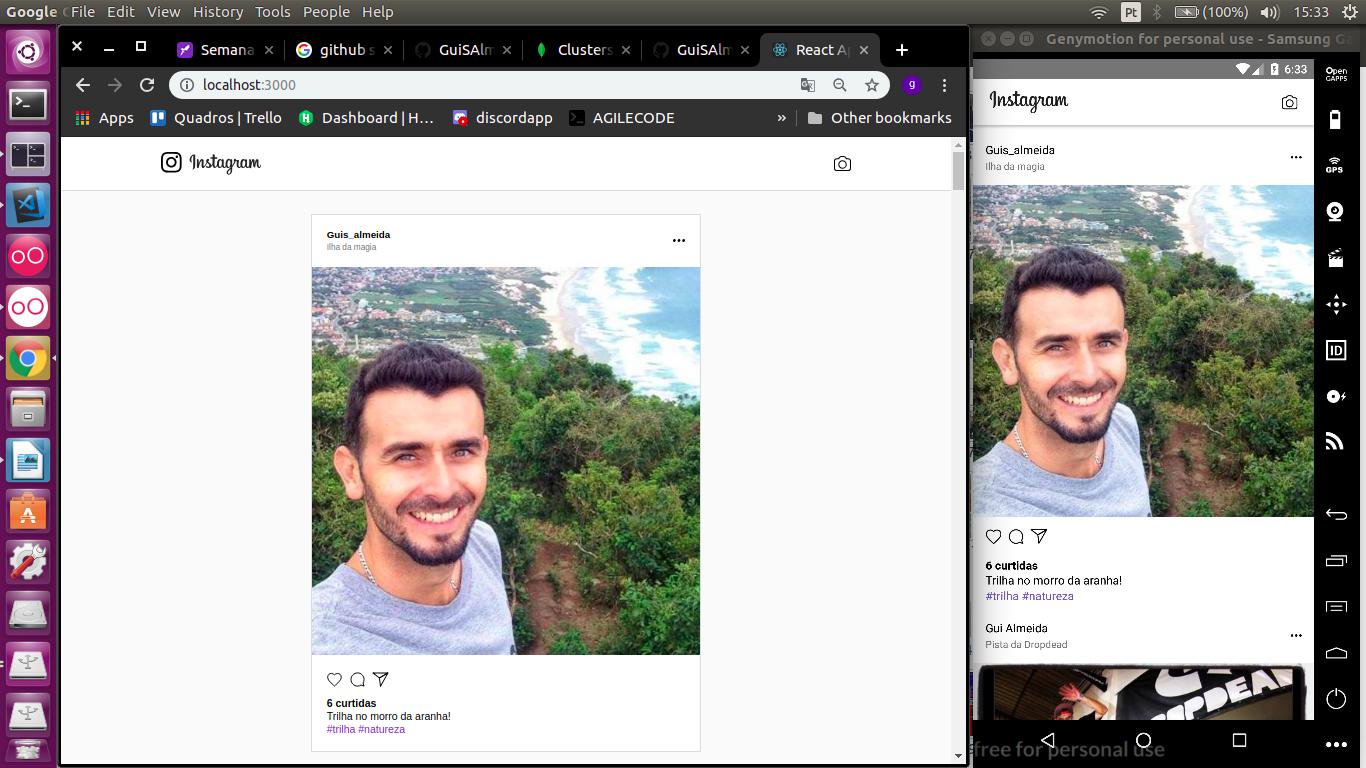 Google C File Edit View History Tools People Help
Pt (100%) 15:33
Semana
github s
GuiSAlm
Clusters
GuiSAlm
React A
localhost:3000
g
Apps Quadros | Trello Dashboard | H… discordapp AGILECODE » Other bookmarks
Instagram
Guis_almeida
Ilha da magia
6 curtidas
Trilha no morro da aranha!
#trilha #natureza
Genymotion for personal use - Samsung Ga
6:33
Instagram
Guis_almeida
Ilha da magia
6 curtidas
Trilha no morro da aranha!
#trilha #natureza
Gui Almeida
Pista da Dropdead
free for personal use
Open
GAPPS
GPS
ID